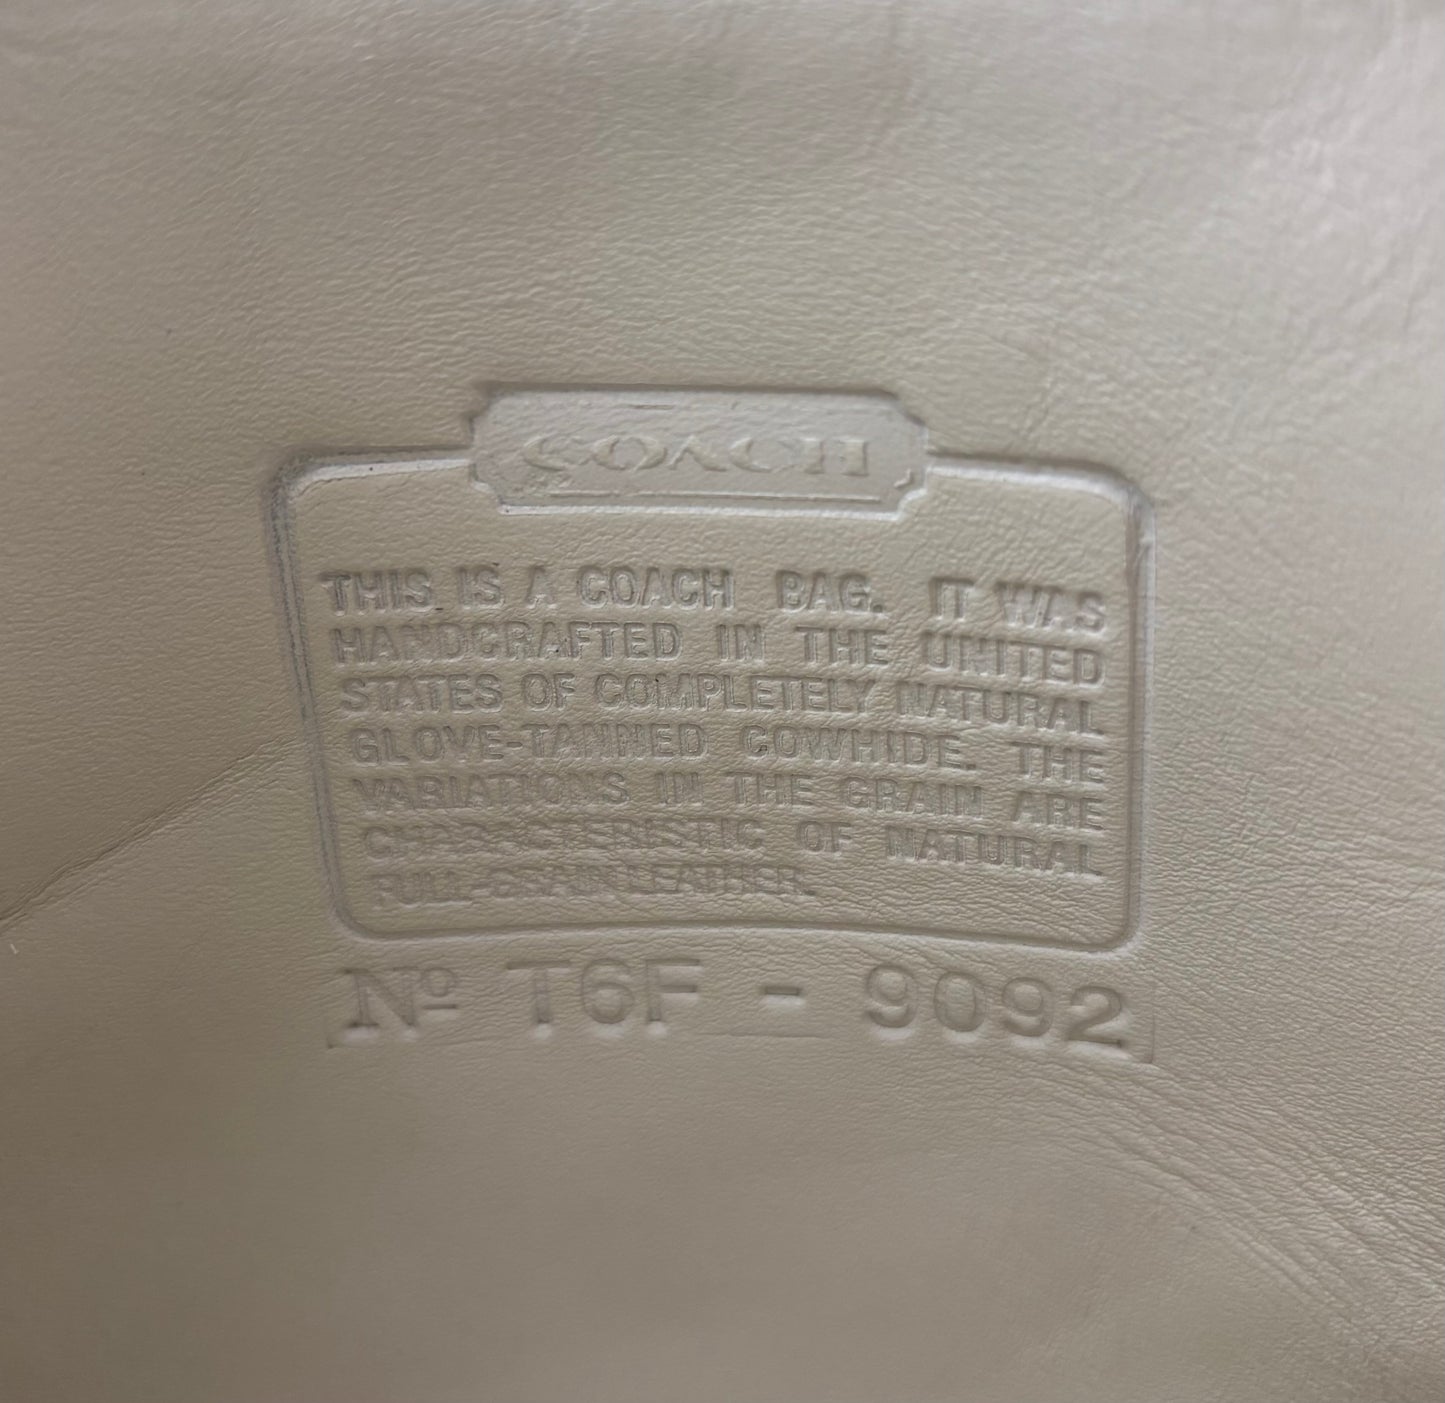 COACH
THIS IS A COACH BAG. IT WAS
HANDCRAFTED IN THE UNITED
STATES OF COMPLETELY NATURAL
GLOVE-TANNED COWHIDE. THE
VARIATIONS IN THE GRAIN ARE
CHARACTERISTIC OF NATURAL
FULL-GRAIN LEATHER.
Nº T6F - 9092